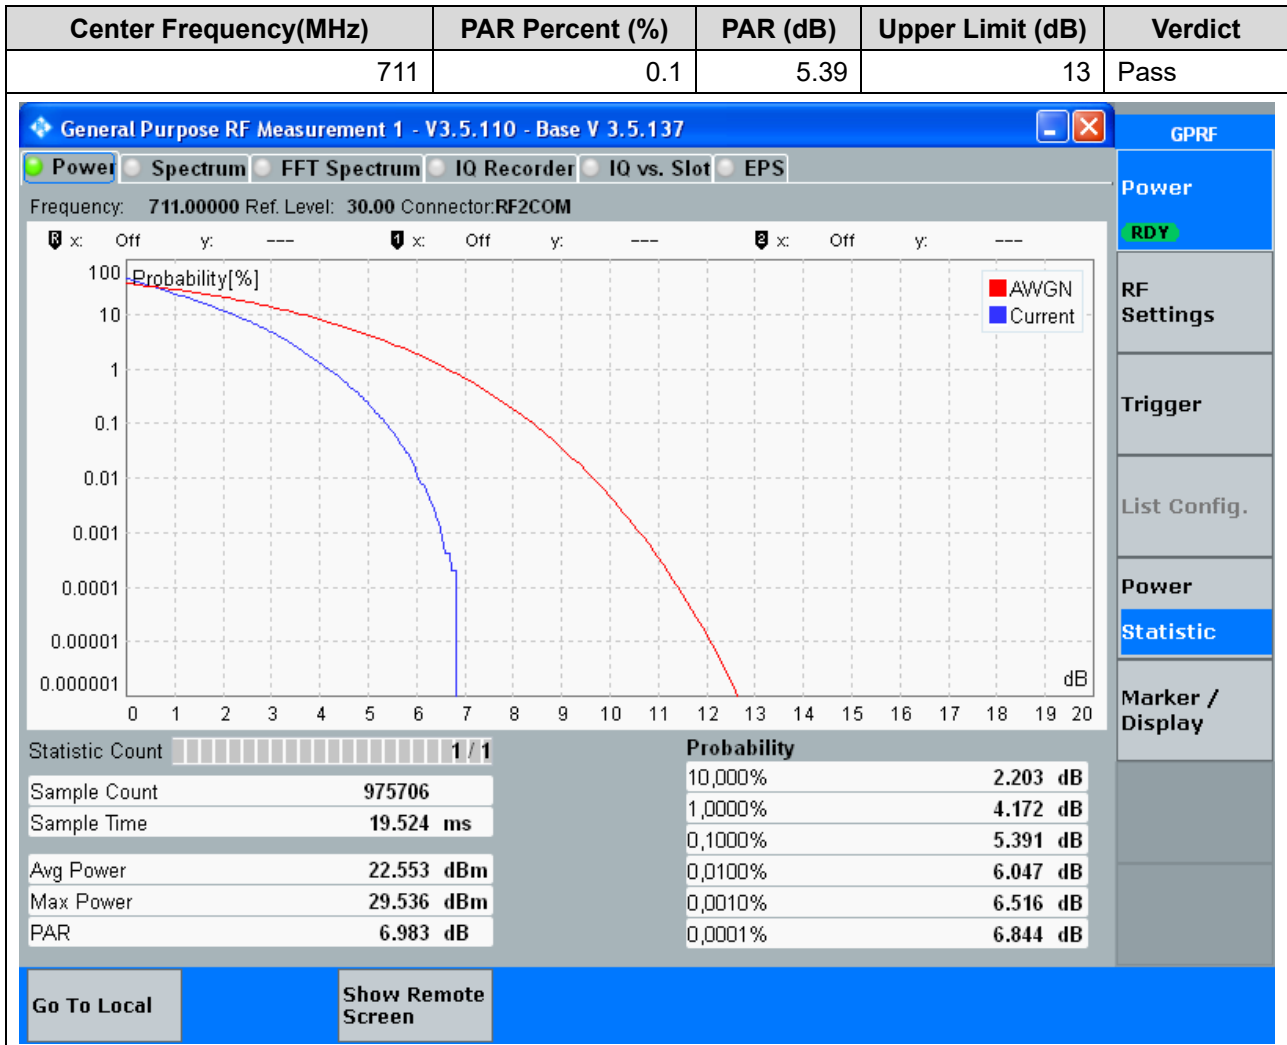 Center Frequency(MHz) PAR Percent (%) PAR (dB) Upper Limit (dB) Verdict
711 0.1 5.39 13 Pass
General Purpose RF Measurement 1 - V3.5.110 - Base V 3.5.137
GPRF
Power Spectrum FFT Spectrum IQ Recorder IQ vs. Slot EPS
Power
RDY
Frequency: 711.00000 Ref. Level: 30.00 Connector:RF2COM
R x: Off y: --- 1 x: Off y: --- 2 x: Off y: ---
Probability[%]
AWGN
Current
100
10
1
0.1
0.01
0.001
0.0001
0.00001
0.000001
dB
0 1 2 3 4 5 6 7 8 9 10 11 12 13 14 15 16 17 18 19 20
RF
Settings
Trigger
List Config.
Power
Statistic
Marker /
Display
Statistic Count 1 / 1
Sample Count 975706
Sample Time 19.524 ms
Avg Power 22.553 dBm
Max Power 29.536 dBm
PAR 6.983 dB
Probability
10,000% 2.203 dB
1,0000% 4.172 dB
0,1000% 5.391 dB
0,0100% 6.047 dB
0,0010% 6.516 dB
0,0001% 6.844 dB
Go To Local
Show Remote
Screen